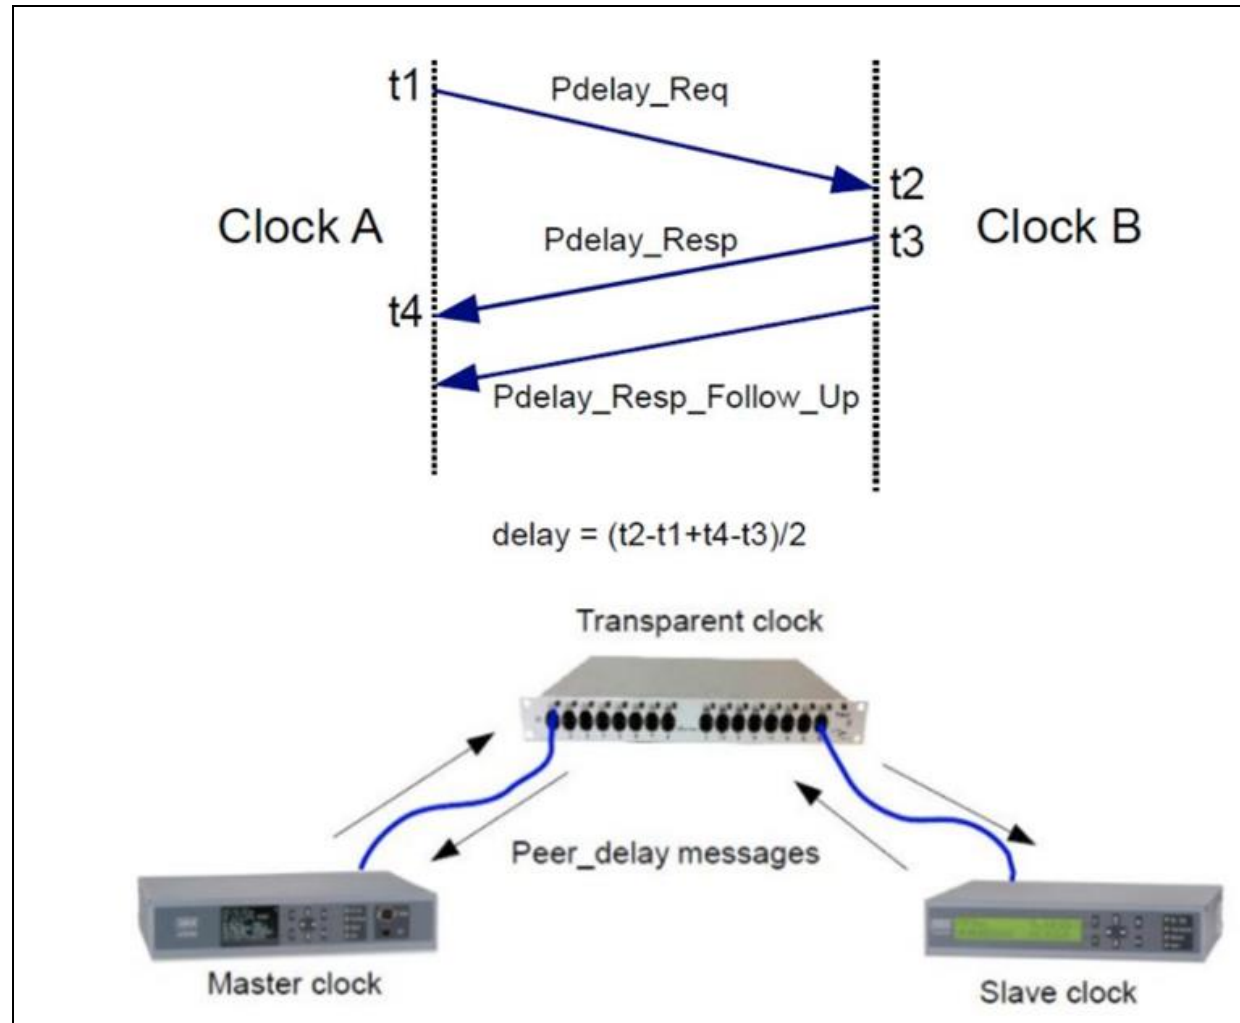 t1
Pdelay_Req
t2
Clock A
Pdelay_Resp
t3
Clock B
t4
Pdelay_Resp_Follow_Up
delay = (t2-t1+t4-t3)/2
Transparent clock
Peer_delay messages
Master clock
Slave clock